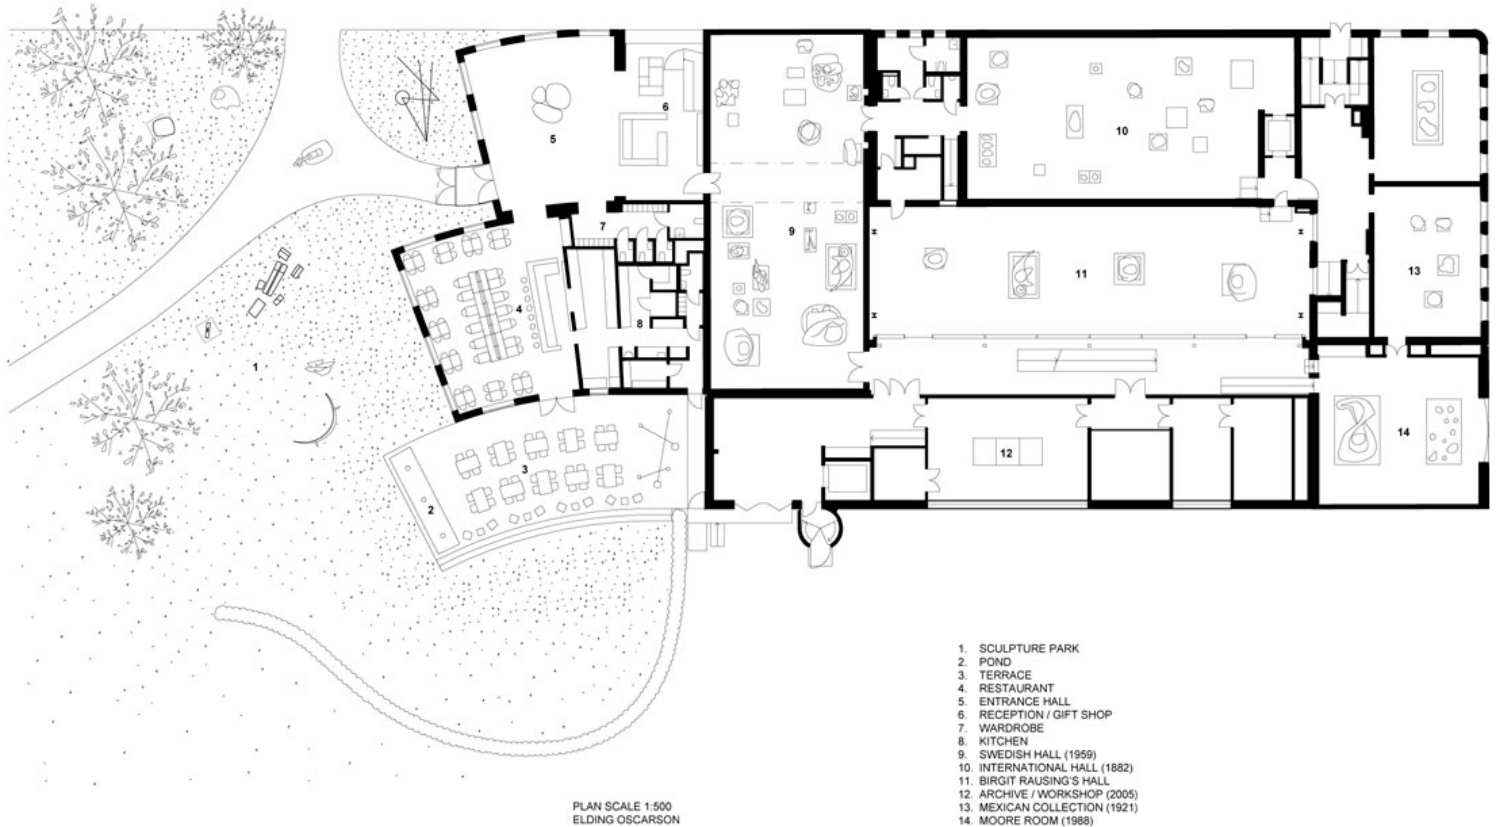 6
5
10
7
9
11
13
4
8
1
14
12
3
2
1. SCULPTURE PARK
2. POND
3. TERRACE
4. RESTAURANT
5. ENTRANCE HALL
6. RECEPTION / GIFT SHOP
7. WARDROBE
8. KITCHEN
9. SWEDISH HALL (1959)
10. INTERNATIONAL HALL (1882)
11. BIRGIT RAUSING'S HALL
12. ARCHIVE / WORKSHOP (2005)
13. MEXICAN COLLECTION (1921)
14. MOORE ROOM (1988)
PLAN SCALE 1:500
ELDING OSCARSON